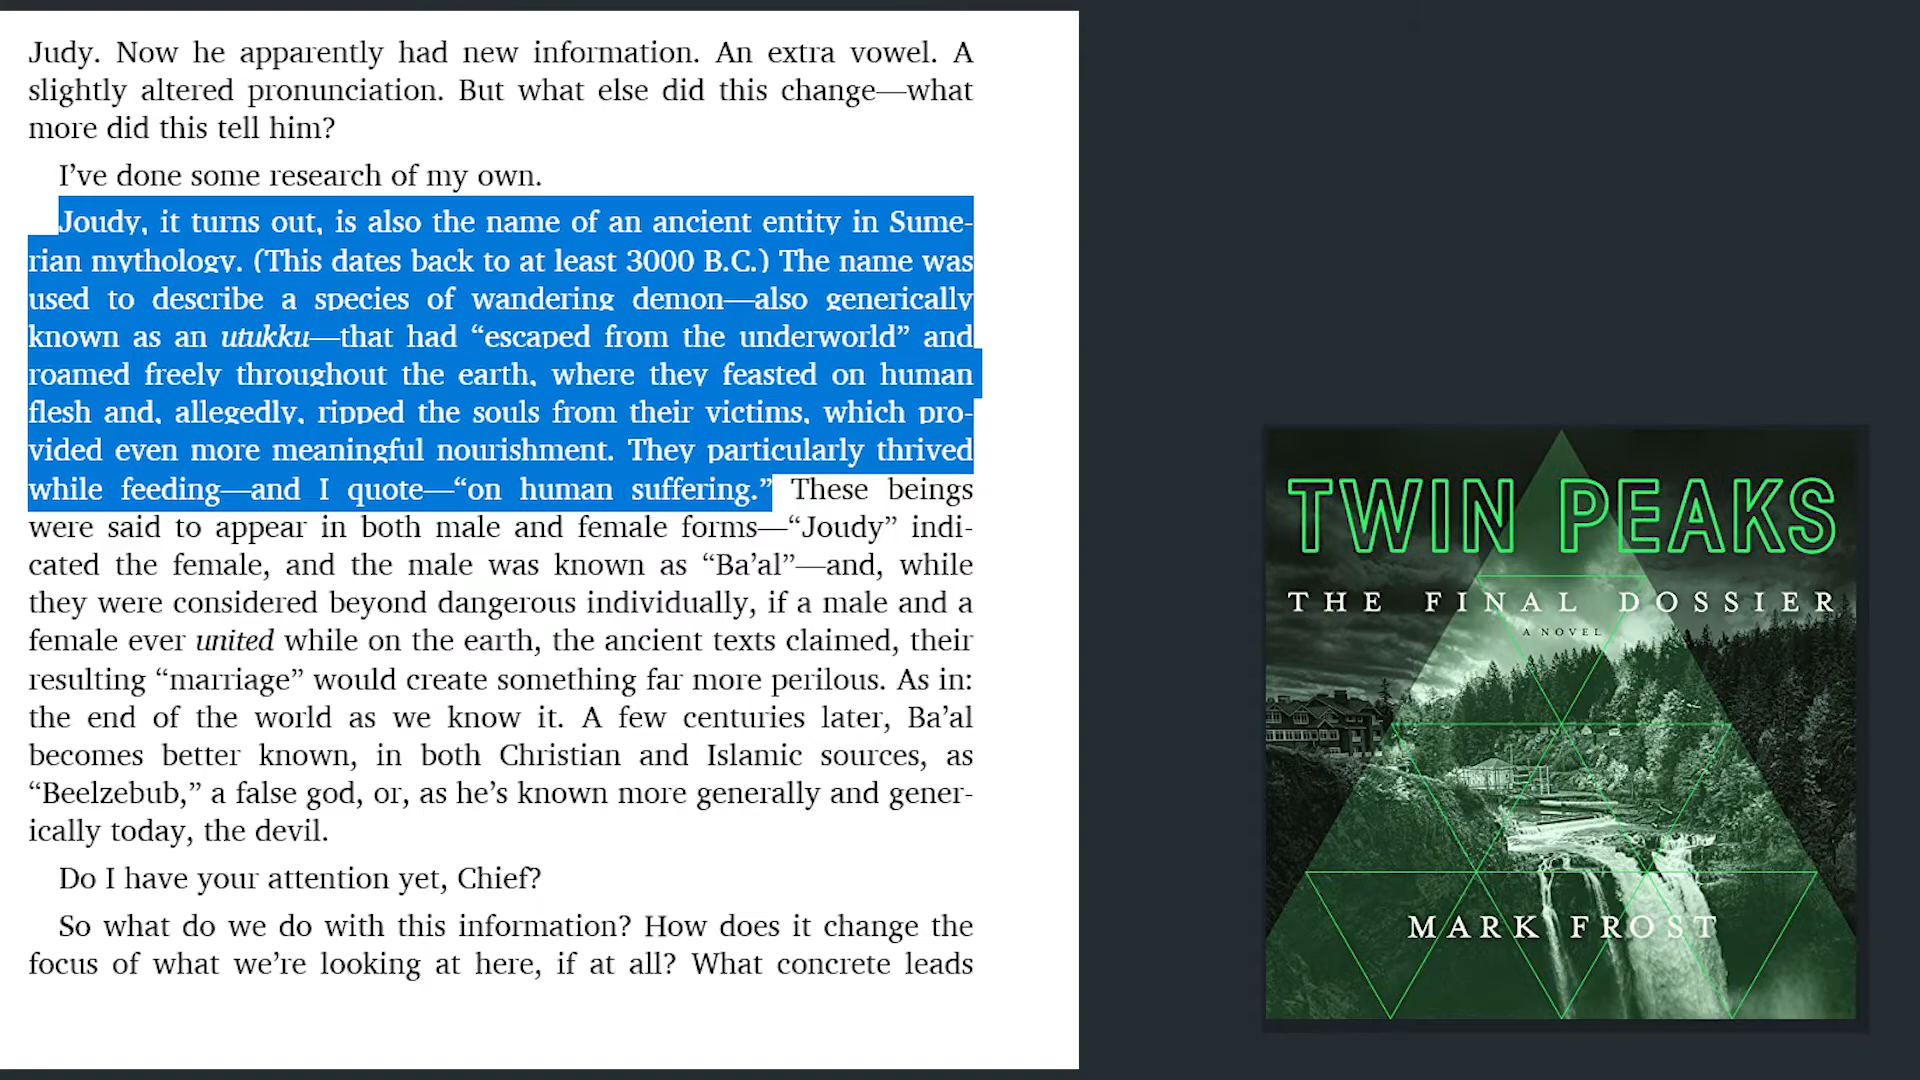 Judy. Now he apparently had new information. An extra vowel. A
slightly altered pronunciation. But what else did this change—what
more did this tell him?
I’ve done some research of my own.
Joudy, it turns out, is also the name of an ancient entity in Sume-
rian mythology. (This dates back to at least 3000 B.C.) The name was
used to describe a species of wandering demon—also generically
known as an utukku—that had “escaped from the underworld” and
roamed freely throughout the earth, where they feasted on human
flesh and, allegedly, ripped the souls from their victims, which pro-
vided even more meaningful nourishment. They particularly thrived
while feeding—and I quote—“on human suffering.” These beings
were said to appear in both male and female forms—“Joudy” indi-
cated the female, and the male was known as “Ba’al”—and, while
they were considered beyond dangerous individually, if a male and a
female ever united while on the earth, the ancient texts claimed, their
resulting “marriage” would create something far more perilous. As in:
the end of the world as we know it. A few centuries later, Ba’al
becomes better known, in both Christian and Islamic sources, as
“Beelzebub,” a false god, or, as he’s known more generally and gener-
ically today, the devil.
Do I have your attention yet, Chief?
So what do we do with this information? How does it change the
focus of what we’re looking at here, if at all? What concrete leads
TWIN PEAKS
THE FINAL DOSSIER
A NOVEL
MARK FROST